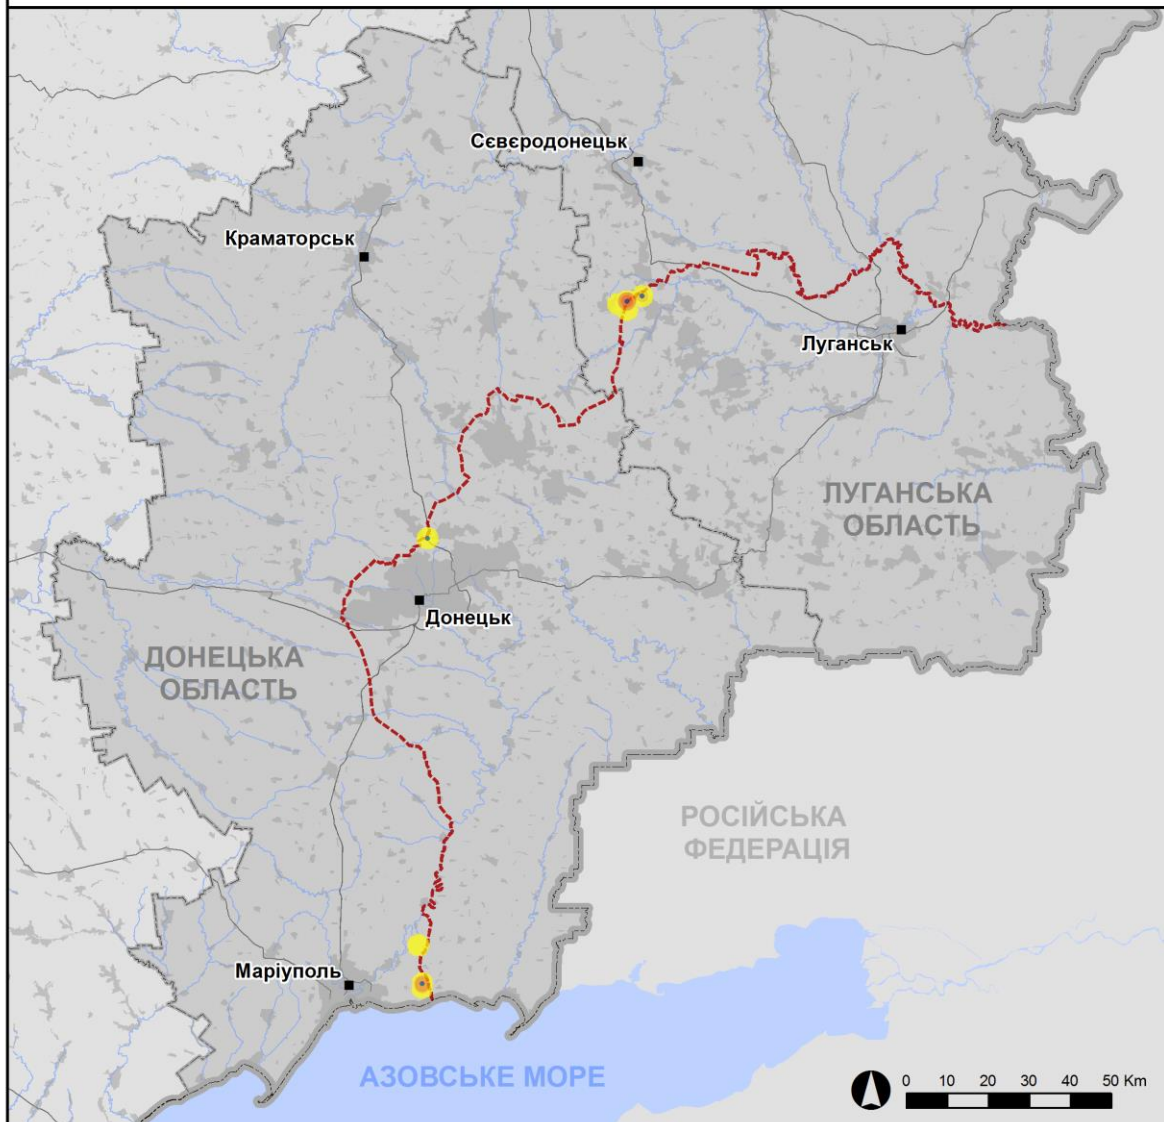 Сєвєродонецьк
Краматорськ
Луганськ
ЛУГАНСЬКА
ОБЛАСТЬ
Донецьк
ДОНЕЦЬКА
ОБЛАСТЬ
РОСІЙСЬКА
ФЕДЕРАЦІЯ
Маріуполь
АЗОВСЬКЕ МОРЕ
0 10 20 30 40 50 Km